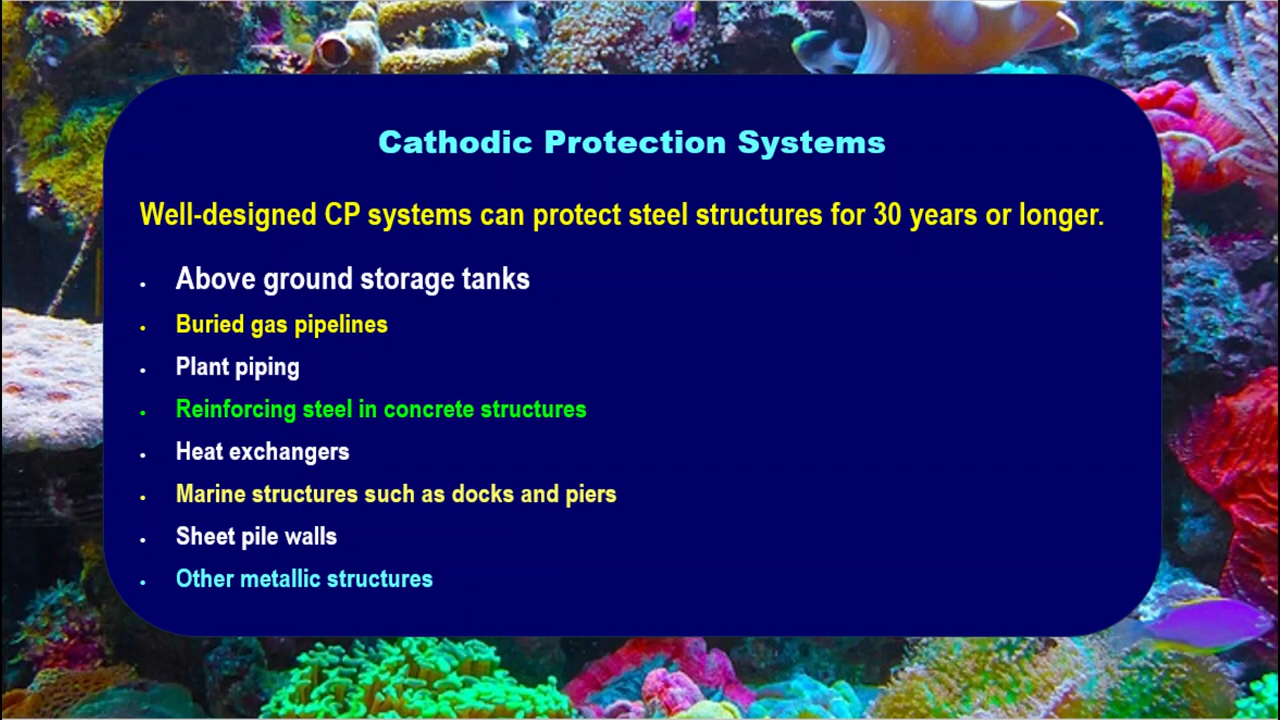 Cathodic Protection Systems
Well-designed CP systems can protect steel structures for 30 years or longer.
• Above ground storage tanks
• Buried gas pipelines
• Plant piping
• Reinforcing steel in concrete structures
• Heat exchangers
• Marine structures such as docks and piers
• Sheet pile walls
• Other metallic structures